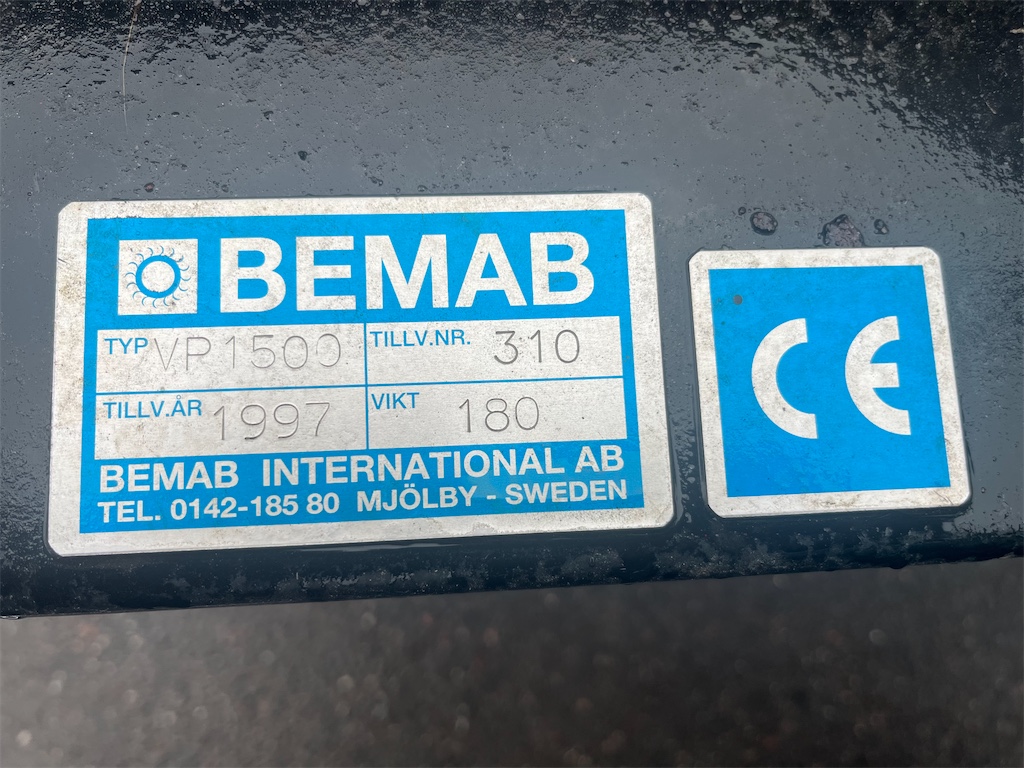 BEMAB
TYP VP1500 TILLV.NR. 310
TILLV.ÅR 1997 VIKT 180
BEMAB INTERNATIONAL AB
TEL. 0142-185 80 MJÖLBY - SWEDEN
CE